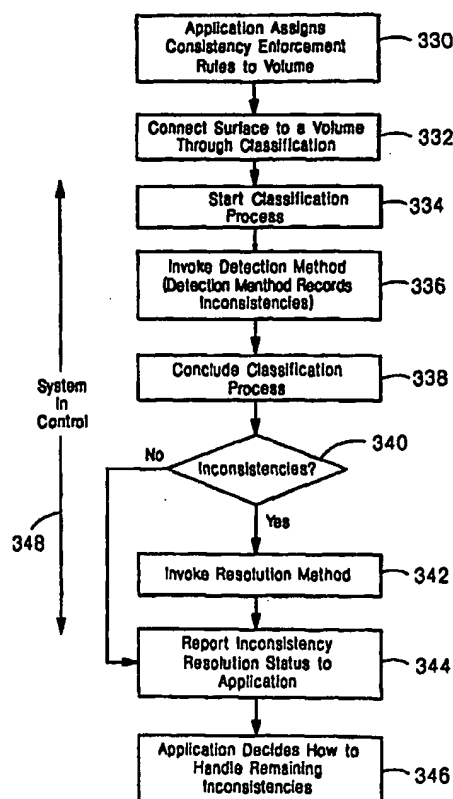 Application Assigns
Consistency Enforcement
Rules to Volume
330
Connect Surface to a Volume
Through Classification
332
Start Classification
Process
334
Invoke Detection Method
(Detection Menthod Records
Inconsistencies)
336
Conclude Classification
Process
338
System
In
Control
348
340
Inconsistencies?
No
Yes
Invoke Resolution Method
342
Report Inconsistency
Resolution Status to
Application
344
Application Decides How to
Handle Remaining
Inconsistencies
346